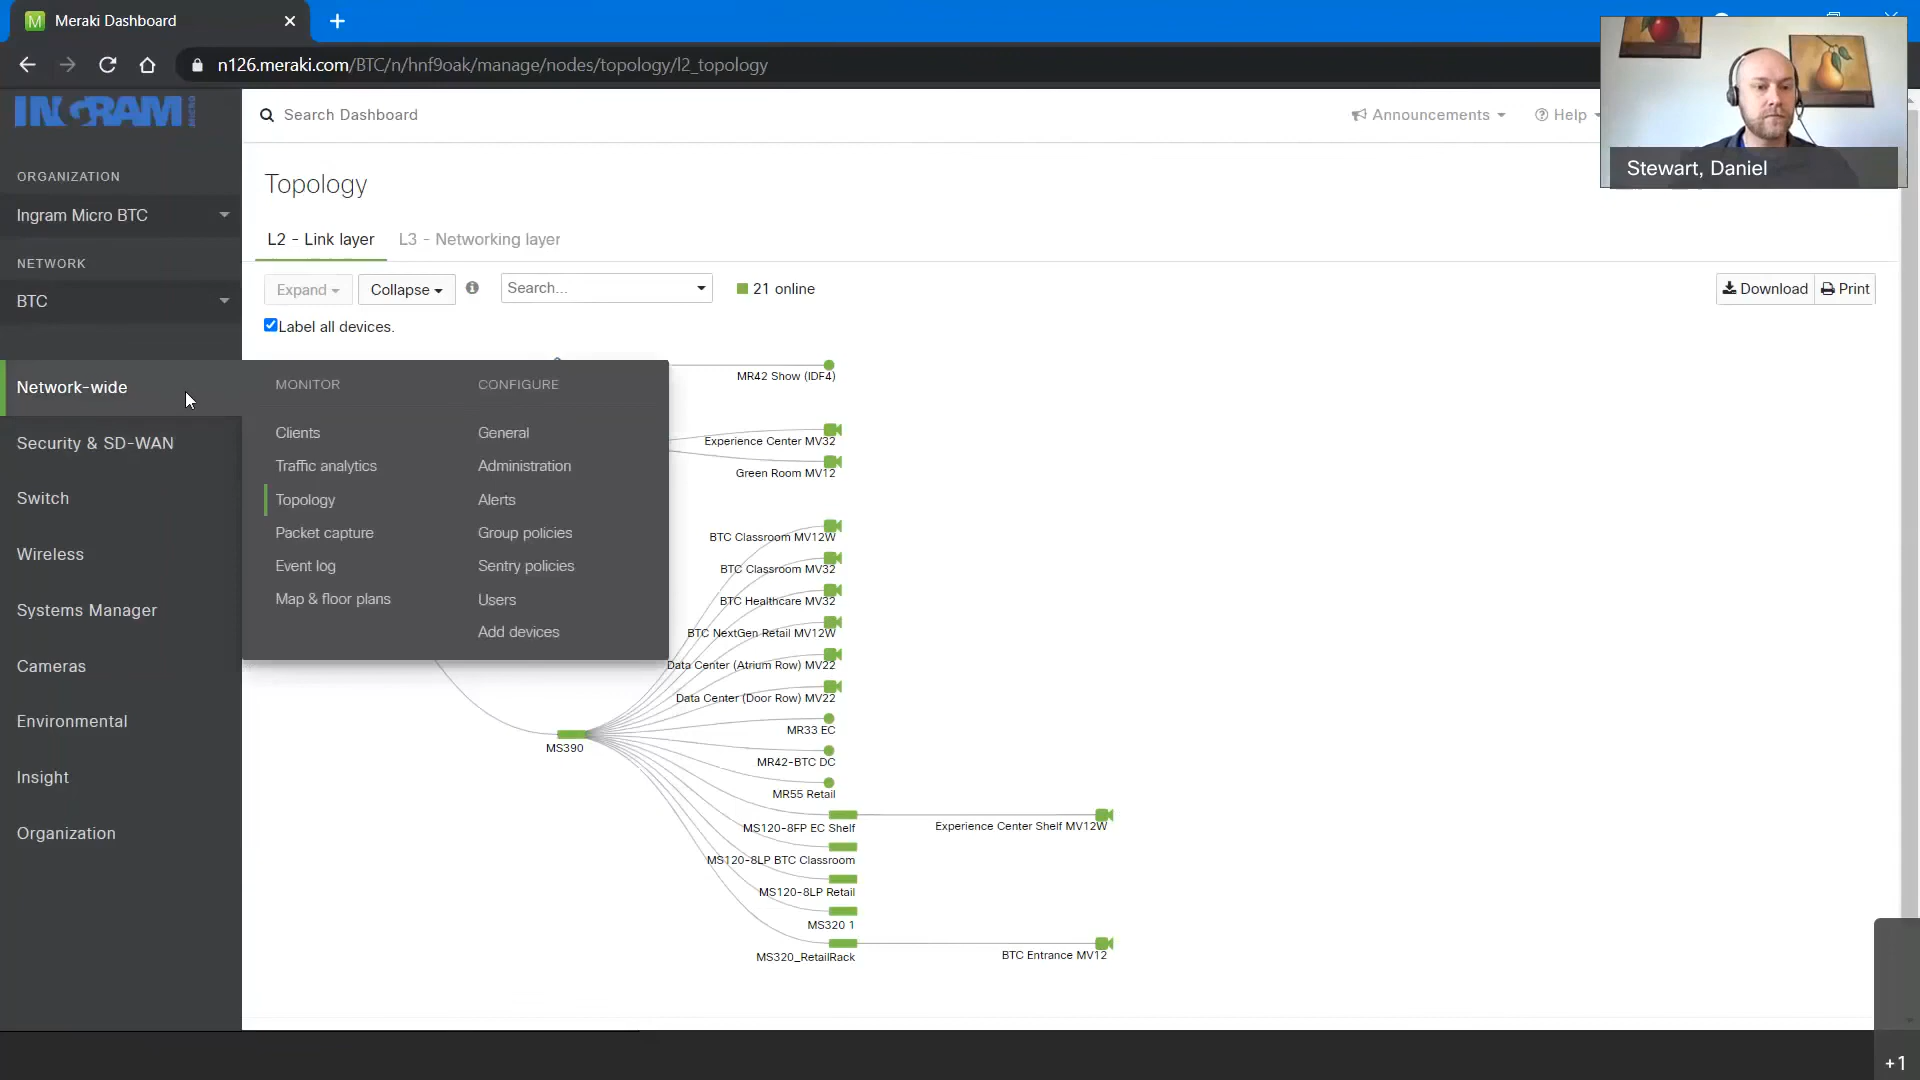 Meraki Dashboard
n126.meraki.com/BTC/n/hnf9oak/manage/nodes/topology/l2_topology
INGRAM MICRO
Search Dashboard
Announcements
Help
Stewart, Daniel
ORGANIZATION
Ingram Micro BTC
NETWORK
BTC
Network-wide
Security & SD-WAN
Switch
Wireless
Systems Manager
Cameras
Environmental
Insight
Organization
Topology
L2 - Link layer
L3 - Networking layer
Expand
Collapse
Search...
21 online
Download
Print
Label all devices.
MONITOR
Clients
Traffic analytics
Topology
Packet capture
Event log
Map & floor plans
CONFIGURE
General
Administration
Alerts
Group policies
Sentry policies
Users
Add devices
MR42 Show (IDF4)
Experience Center MV32
Green Room MV12
BTC Classroom MV12W
BTC Classroom MV32
BTC Healthcare MV32
BTC NextGen Retail MV12W
Data Center (Atrium Row) MV22
Data Center (Door Row) MV22
MR33 EC
MS390
MR42-BTC DC
MR55 Retail
MS120-8FP EC Shelf
Experience Center Shelf MV12W
MS120-8LP BTC Classroom
MS120-8LP Retail
MS320 1
MS320_RetailRack
BTC Entrance MV12
+1